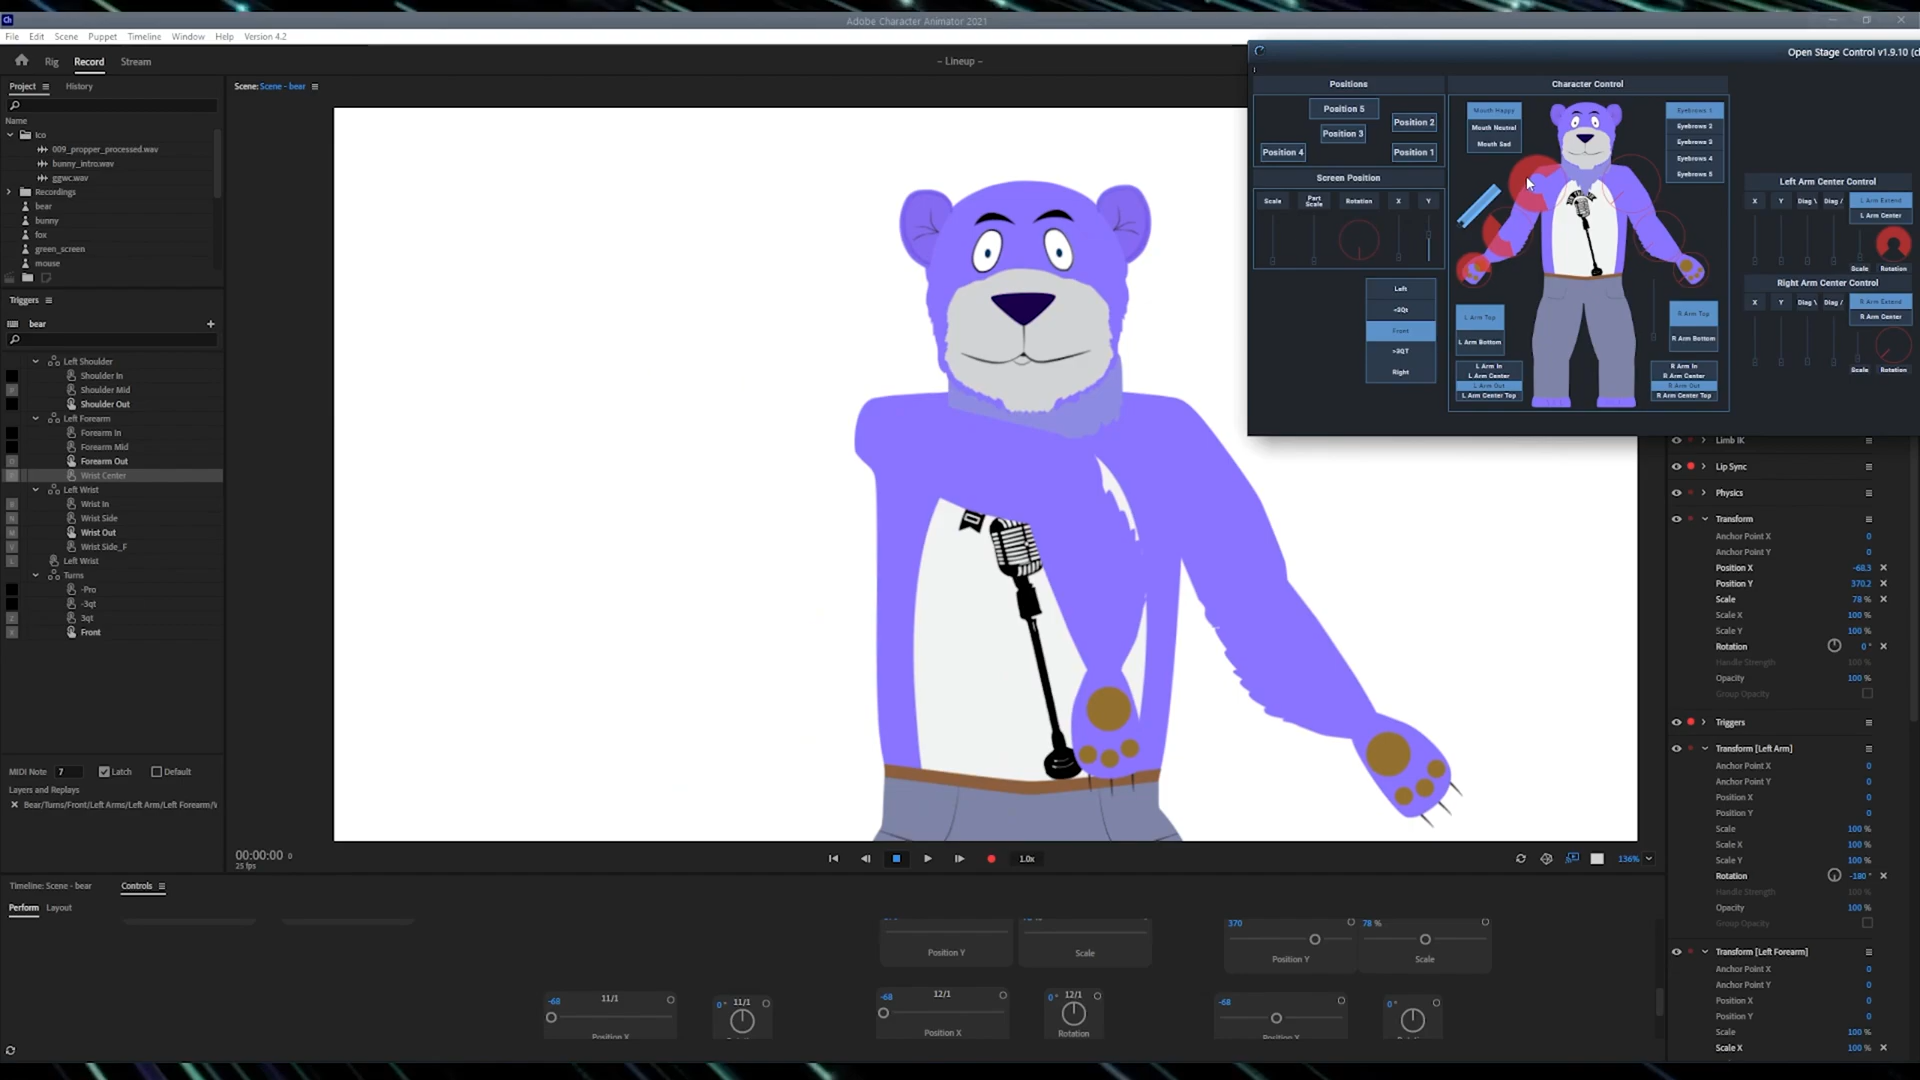 Ch
Adobe Character Animator 2021
File Edit Scene Puppet Timeline Window Help Version 4.2
Rig Record Stream
– Lineup –
Project History
Scene: Scene - bear
Name
Ico
009_propper_processed.wav
bunny_intro.wav
ggwc.wav
Recordings
bear
bunny
fox
green_screen
mouse
Triggers
bear
Left Shoulder
Shoulder In
Shoulder Mid
Shoulder Out
Left Forearm
Forearm In
Forearm Mid
Forearm Out
Wrist Center
Left Wrist
Wrist In
Wrist Side
Wrist Out
Wrist Side_F
Left Wrist
Turns
-Pro
-3qt
3qt
Front
MIDI Note 7 Latch Default
Layers and Replays
Bear/Turns/Front/Left Arms/Left Arm/Left Forearm/
Open Stage Control v1.9.10 (c
Positions
Position 5
Position 2
Position 3
Position 4
Position 1
Screen Position
Scale Part Scale Rotation X Y
Left
<3Qt
Front
>3QT
Right
Character Control
Mouth Happy
Mouth Neutral
Mouth Sad
Eyebrows 1
Eyebrows 2
Eyebrows 3
Eyebrows 4
Eyebrows 5
L Arm Top
L Arm Bottom
L Arm In
L Arm Center
L Arm Out
L Arm Center Top
R Arm Top
R Arm Bottom
R Arm In
R Arm Center
R Arm Out
R Arm Center Top
Left Arm Center Control
X Y Diag \ Diag / L Arm Extend
L Arm Center
Scale Rotation
Right Arm Center Control
X Y Diag \ Diag / R Arm Extend
R Arm Center
Scale Rotation
Limb IK
Lip Sync
Physics
Transform
Anchor Point X 0
Anchor Point Y 0
Position X -68.3
Position Y 370.2
Scale 78 %
Scale X 100 %
Scale Y 100 %
Rotation 0 °
Handle Strength 100 %
Opacity 100 %
Group Opacity
Triggers
Transform [Left Arm]
Anchor Point X 0
Anchor Point Y 0
Position X 0
Position Y 0
Scale 100 %
Scale X 100 %
Scale Y 100 %
Rotation -180 °
Handle Strength 100 %
Opacity 100 %
Group Opacity
Transform [Left Forearm]
Anchor Point X 0
Anchor Point Y 0
Position X 0
Position Y 0
Scale 100 %
Scale X 100 %
00:00:00 0
25 fps
1.0x
136%
Timeline: Scene - bear Controls
Perform Layout
Position Y
Scale
370
Position Y
78 %
Scale
-68 11/1
0° 11/1
-68 12/1
Position X
0° 12/1
Rotation
-68
0°